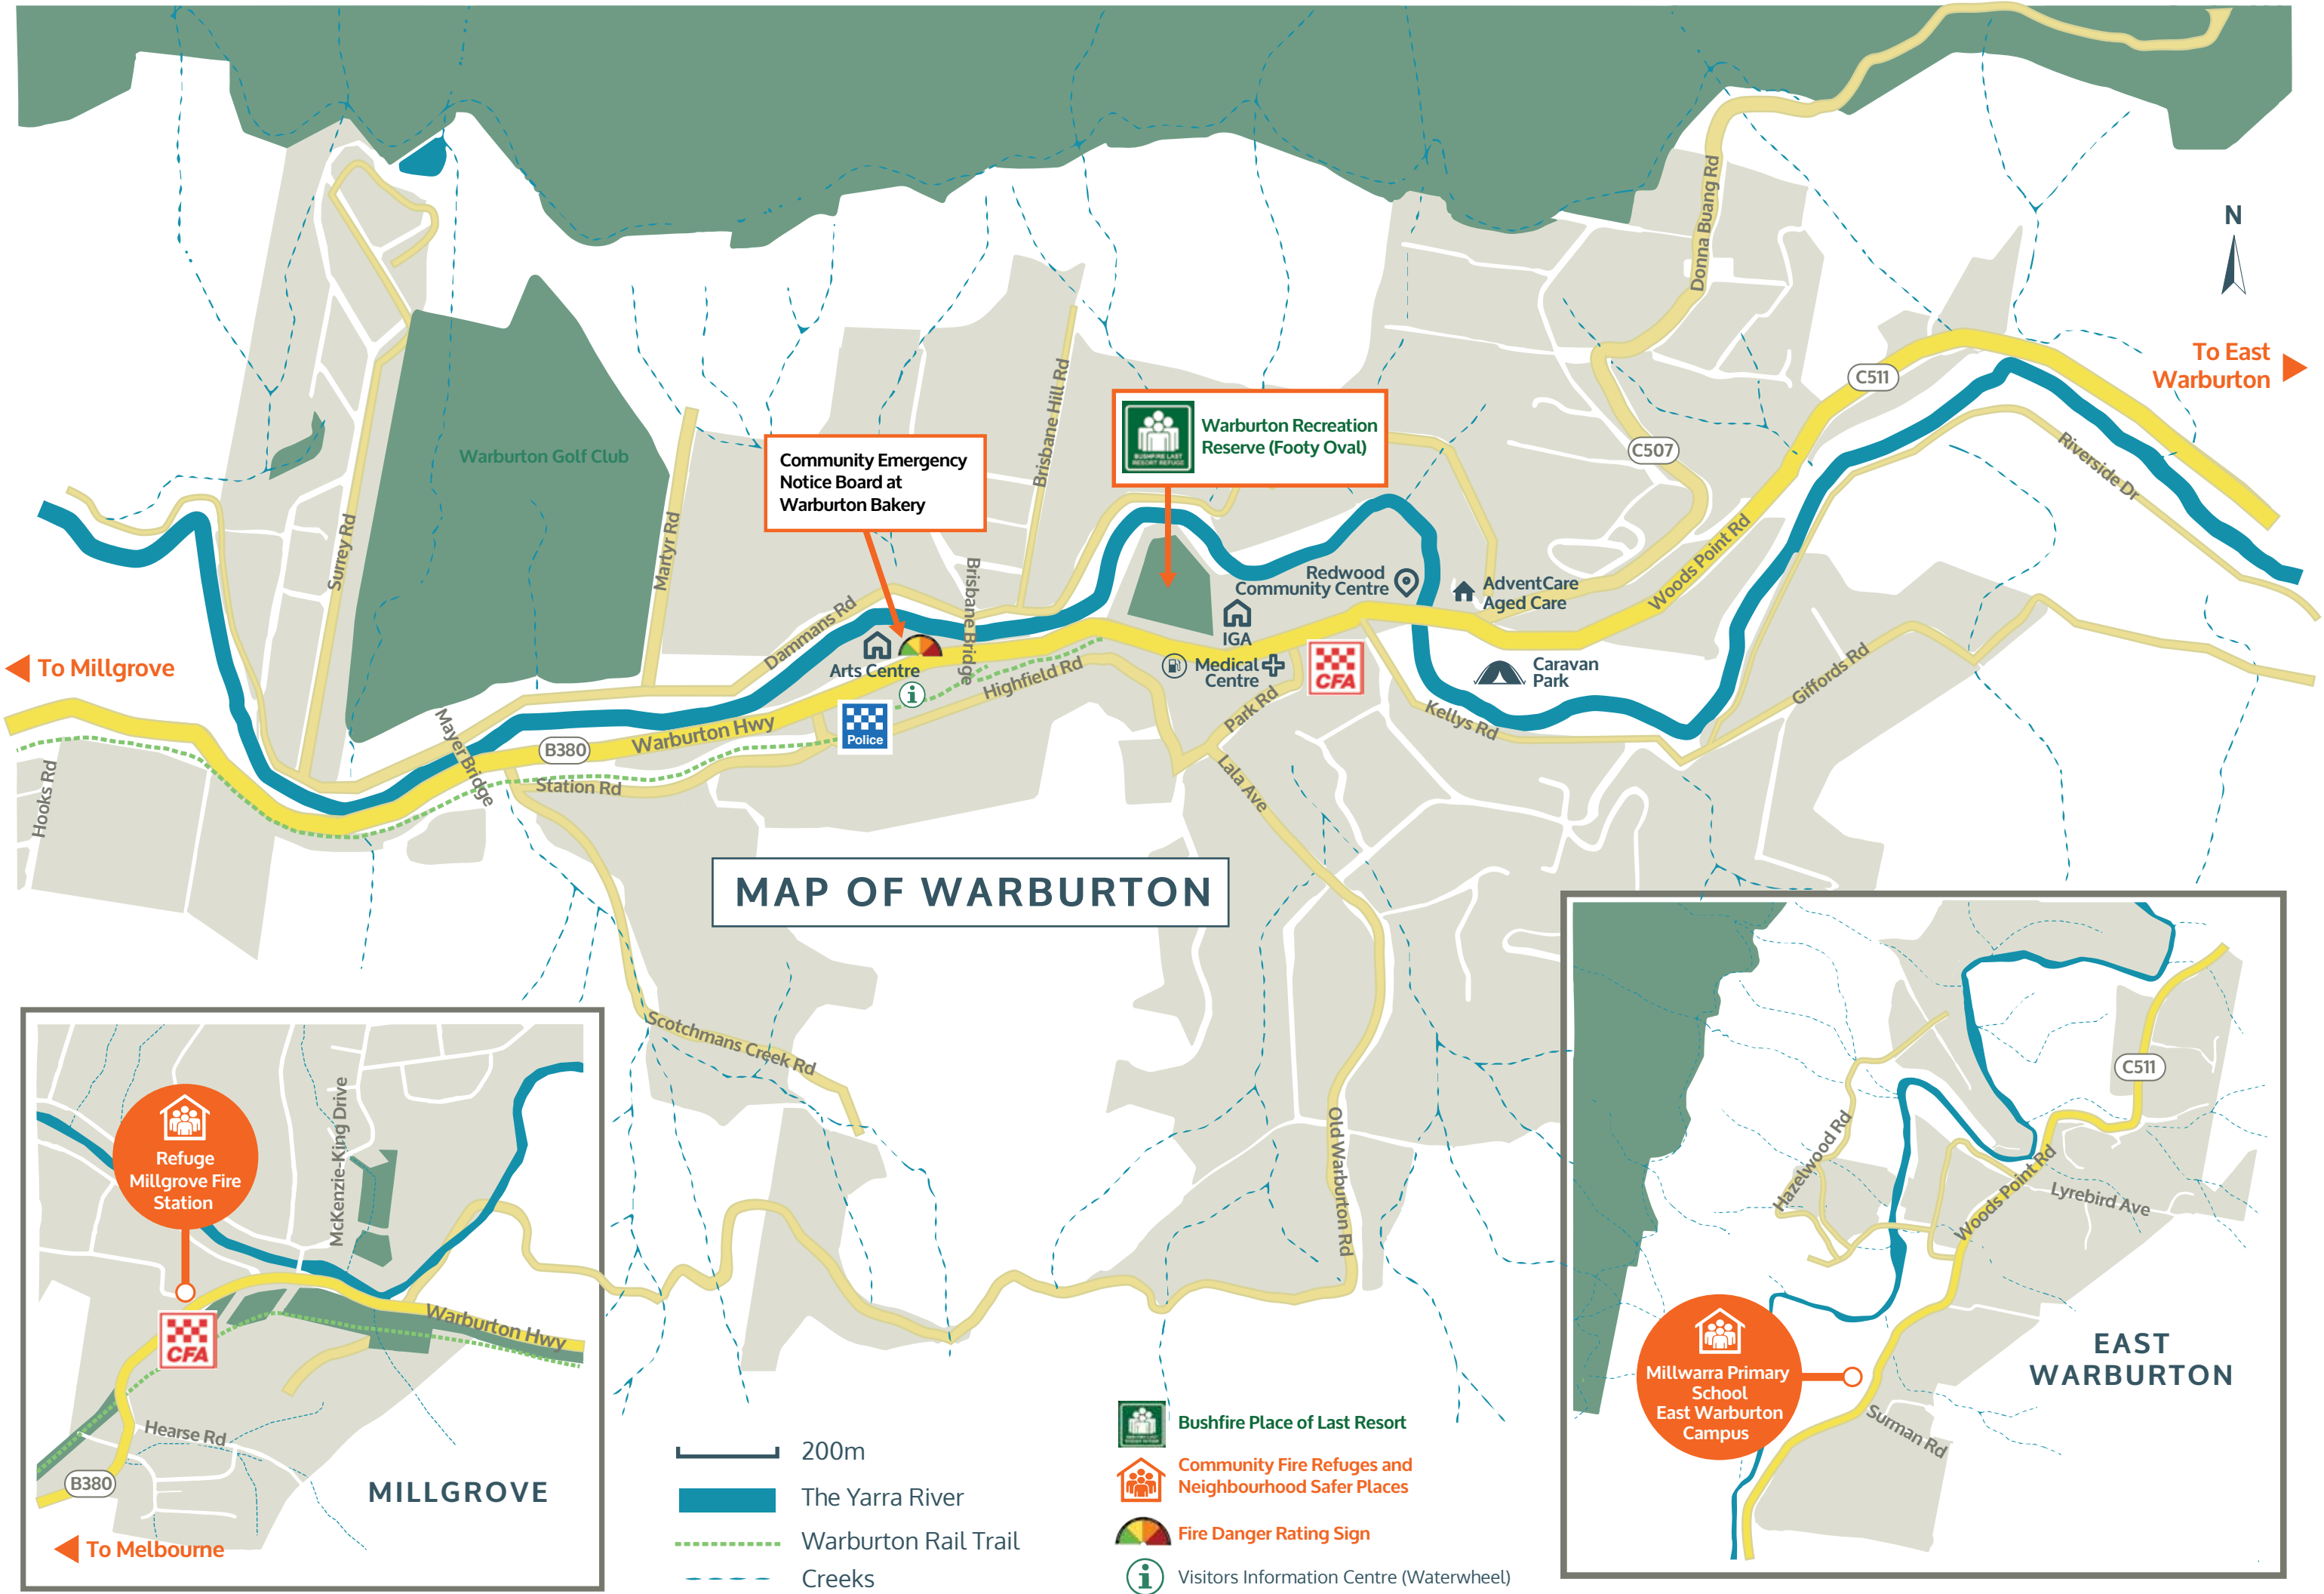 N
Donna Buang Rd
To East
Warburton
C511
C507
Riverside Dr
Woods Point Rd
Brisbane Hill Rd
Warburton Recreation
Reserve (Footy Oval)
BUSHFIRE LAST
RESORT REFUGE
Warburton Golf Club
Community Emergency
Notice Board at
Warburton Bakery
Surrey Rd
Martyr Rd
Dammans Rd
Brisbane Bridge
Redwood
Community Centre
AdventCare
Aged Care
IGA
Arts Centre
To Millgrove
Medical
Centre
CFA
Caravan
Park
Highfield Rd
Giffords Rd
Park Rd
Kellys Rd
Police
Mayer Bridge
B380
Warburton Hwy
Station Rd
Hooks Rd
Lala Ave
MAP OF WARBURTON
Scotchmans Creek Rd
Old Warburton Rd
McKenzie-King Drive
Refuge
Millgrove Fire
Station
CFA
Warburton Hwy
Hearse Rd
B380
MILLGROVE
To Melbourne
C511
Hazelwood Rd
Woods Point Rd
Lyrebird Ave
EAST
WARBURTON
Millwarra Primary
School
East Warburton
Campus
Surman Rd
200m
The Yarra River
Warburton Rail Trail
Creeks
Bushfire Place of Last Resort
Community Fire Refuges and
Neighbourhood Safer Places
Fire Danger Rating Sign
Visitors Information Centre (Waterwheel)